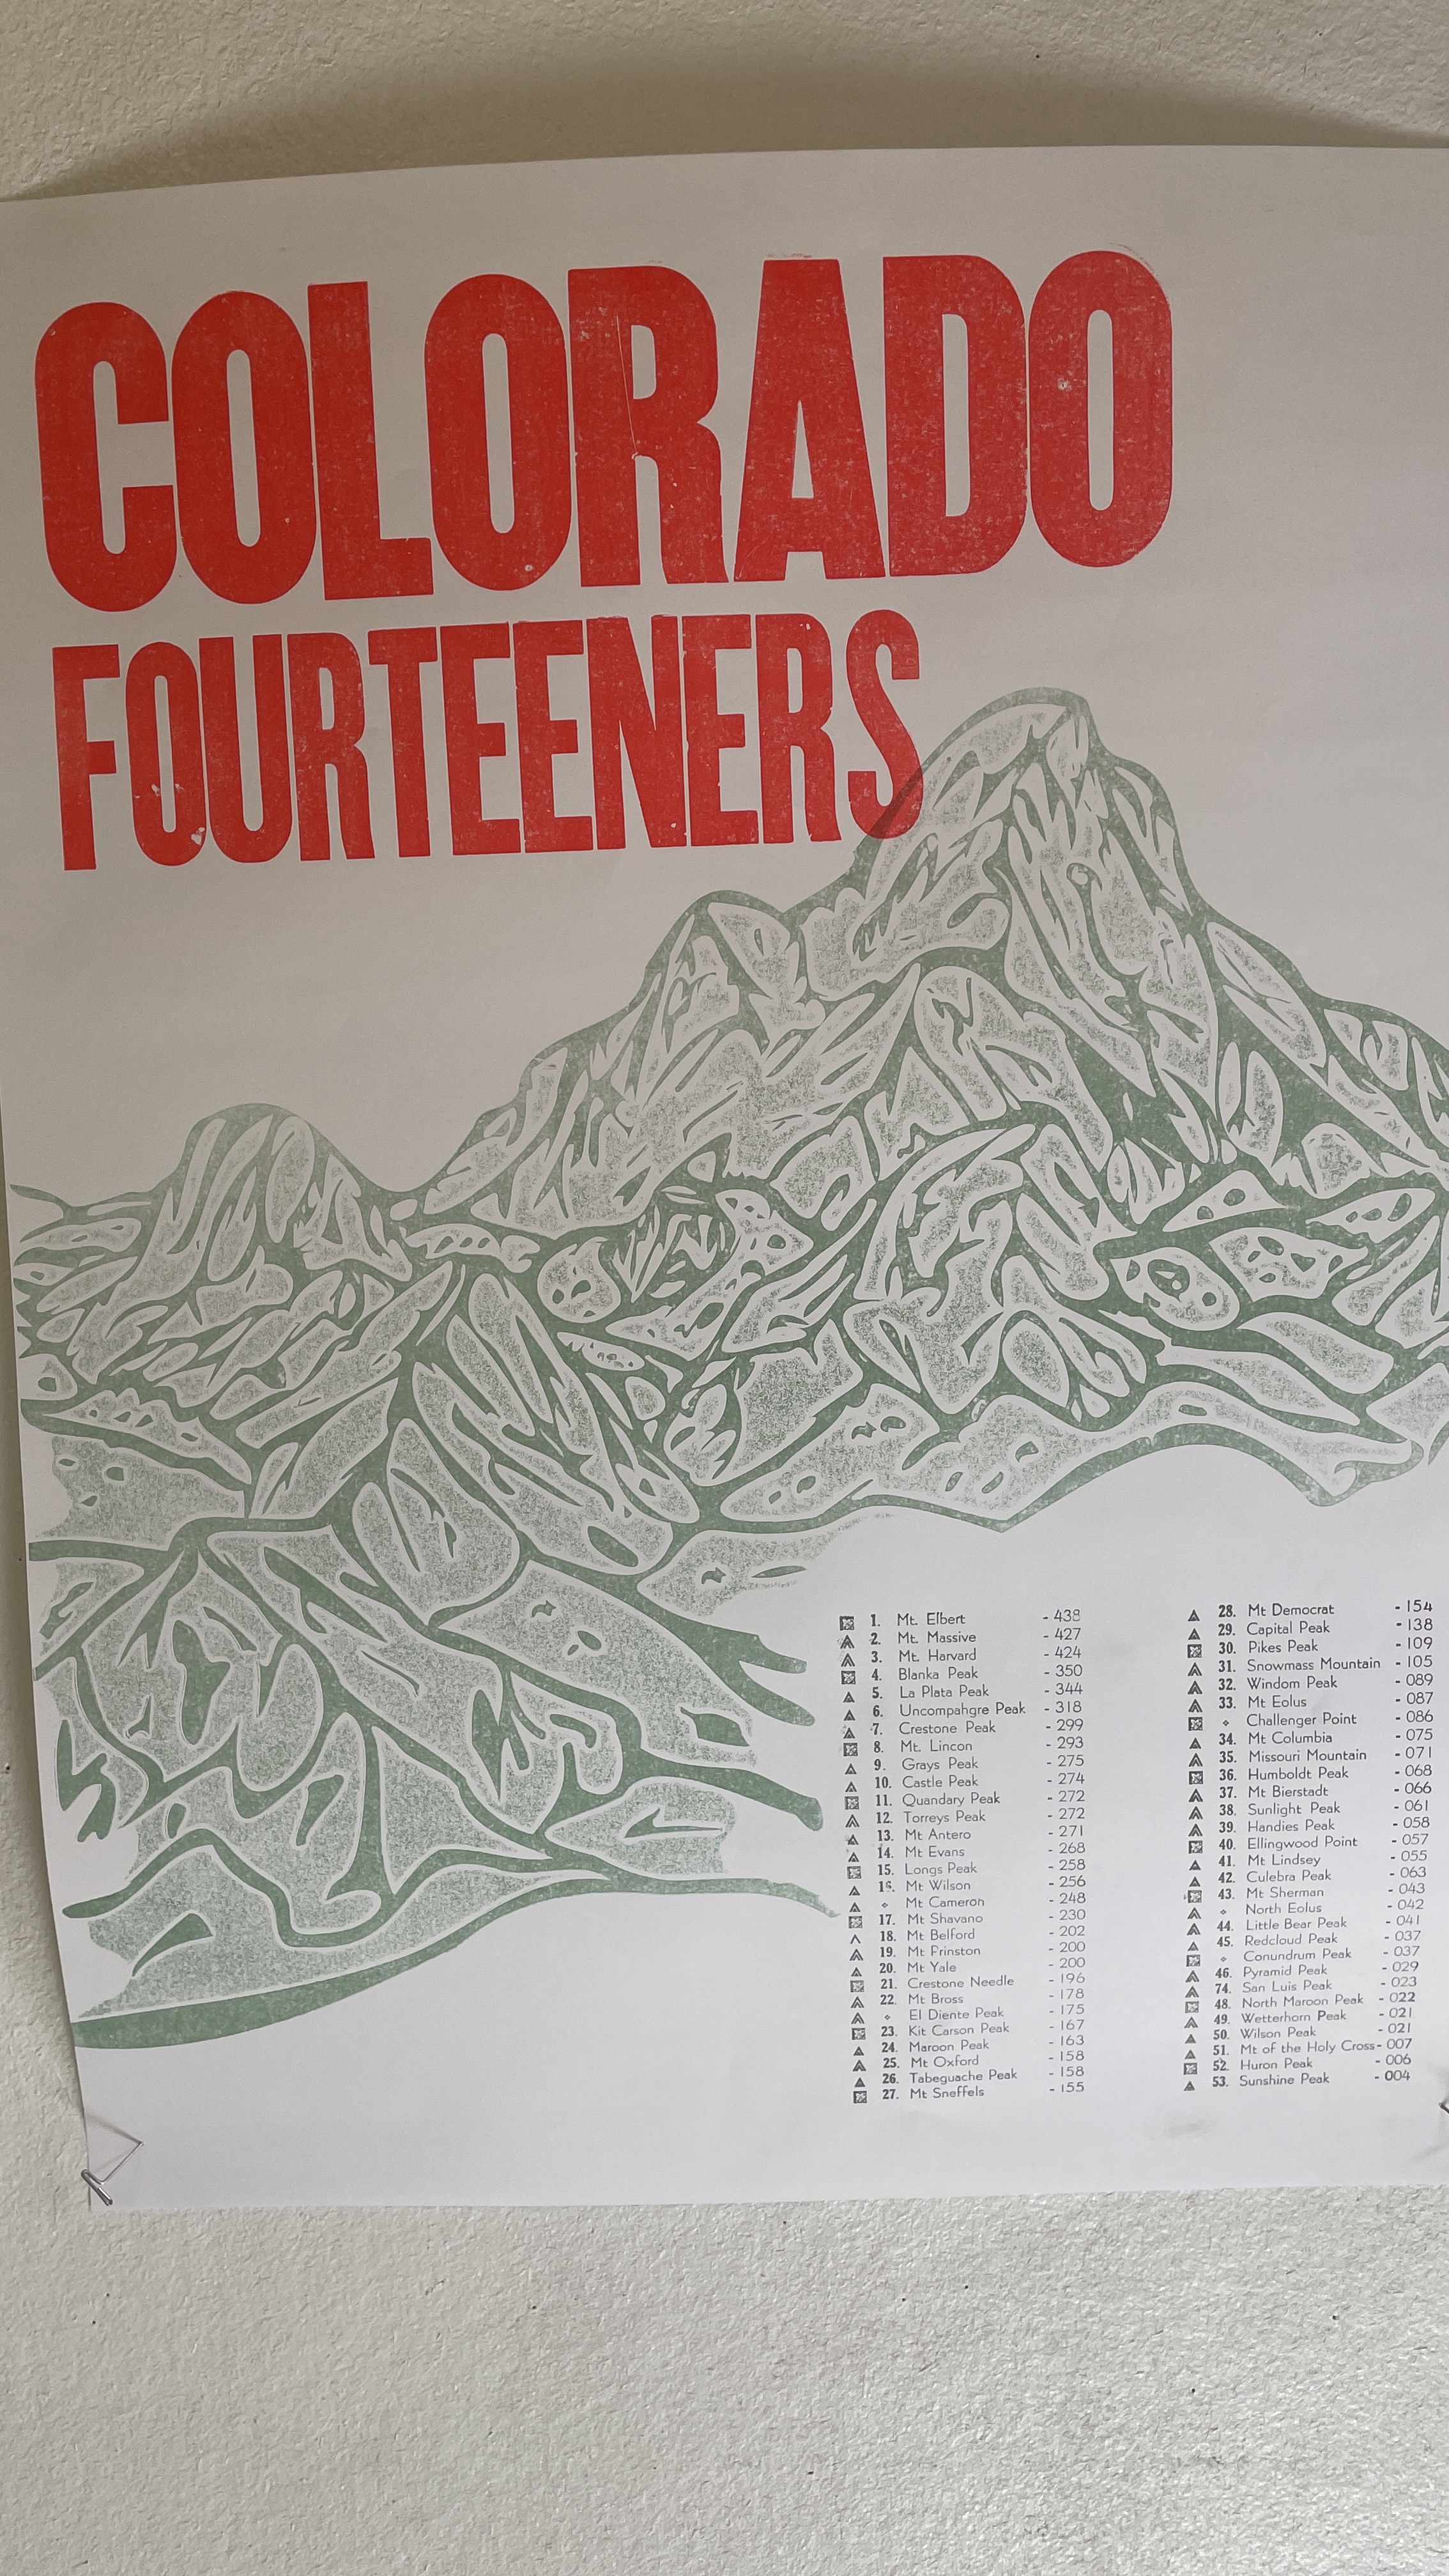 COLORADO
FOURTEENERS
1. Mt. Elbert - 438
2. Mt. Massive - 427
3. Mt. Harvard - 424
4. Blanka Peak - 350
5. La Plata Peak - 344
6. Uncompahgre Peak - 318
7. Crestone Peak - 299
8. Mt. Lincon - 293
9. Grays Peak - 275
10. Castle Peak - 274
11. Quandary Peak - 272
12. Torreys Peak - 272
13. Mt Antero - 271
14. Mt Evans - 268
15. Longs Peak - 258
16. Mt Wilson - 256
Mt Cameron - 248
17. Mt Shavano - 230
18. Mt Belford - 202
19. Mt Prinston - 200
20. Mt Yale - 200
21. Crestone Needle - 196
22. Mt Bross - 178
El Diente Peak - 175
23. Kit Carson Peak - 167
24. Maroon Peak - 163
25. Mt Oxford - 158
26. Tabeguache Peak - 158
27. Mt Sneffels - 155
28. Mt Democrat - 154
29. Capital Peak - 138
30. Pikes Peak - 109
31. Snowmass Mountain - 105
32. Windom Peak - 089
33. Mt Eolus - 087
Challenger Point - 086
34. Mt Columbia - 075
35. Missouri Mountain - 071
36. Humboldt Peak - 068
37. Mt Bierstadt - 066
38. Sunlight Peak - 061
39. Handies Peak - 058
40. Ellingwood Point - 057
41. Mt Lindsey - 055
42. Culebra Peak - 063
43. Mt Sherman - 043
North Eolus - 042
44. Little Bear Peak - 041
45. Redcloud Peak - 037
Conundrum Peak - 037
46. Pyramid Peak - 029
74. San Luis Peak - 023
48. North Maroon Peak - 022
49. Wetterhorn Peak - 021
50. Wilson Peak - 021
51. Mt of the Holy Cross - 007
52. Huron Peak - 006
53. Sunshine Peak - 004